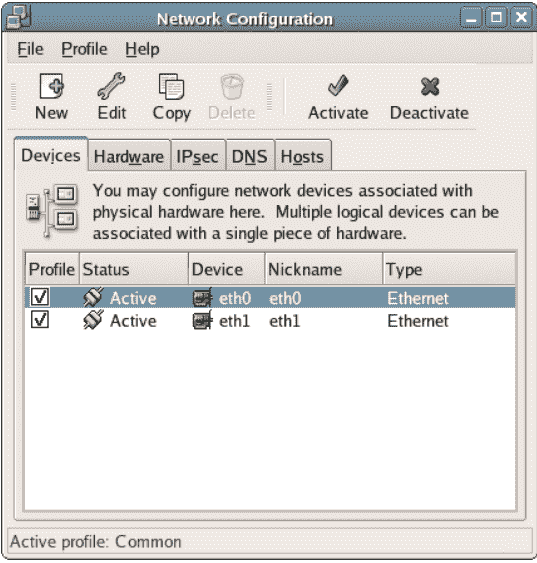 Network Configuration
File Profile Help
New Edit Copy Delete Activate Deactivate
Devices Hardware IPsec DNS Hosts
You may configure network devices associated with
physical hardware here. Multiple logical devices can be
associated with a single piece of hardware.
Profile Status Device Nickname Type
Active eth0 eth0 Ethernet
Active eth1 eth1 Ethernet
Active profile: Common